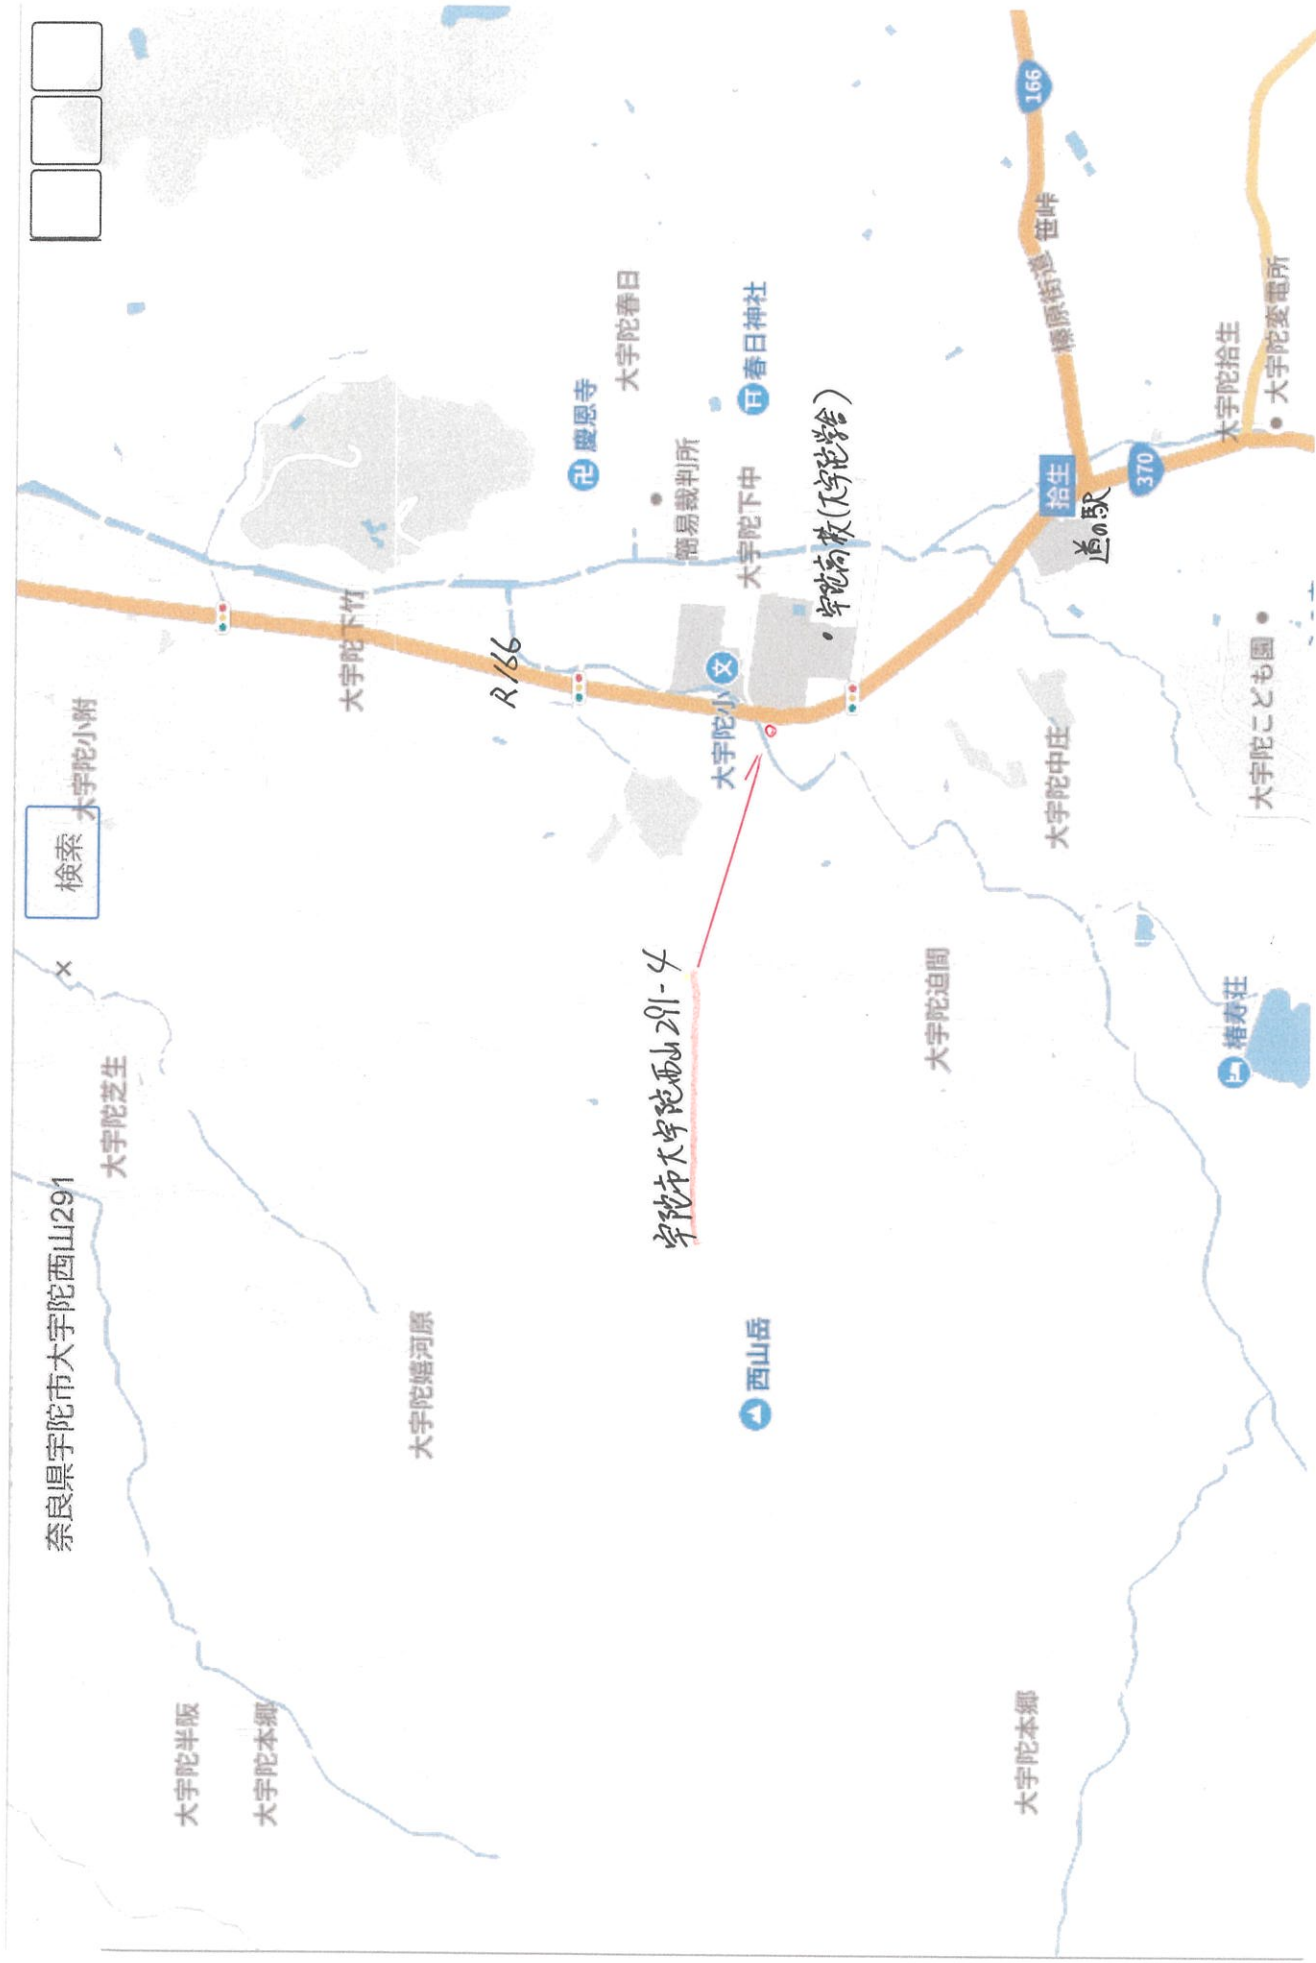 奈良県宇陀市大宇陀西山291
×
検索
大宇陀小附
大宇陀芝生
大宇陀半阪
大宇陀本郷
大宇陀嬉河原
大宇陀下竹
R166
慶恩寺
大宇陀春日
簡易裁判所
春日神社
大宇陀下中
大宇陀小
文
宇陀市大宇陀西山291-4
西山岳
・宇陀高校(大宇陀学舎)
大宇陀迫間
166
笹峠
榛原街道
拾生
道の駅
370
大宇陀中庄
大宇陀本郷
大宇陀拾生
大宇陀変電所
大宇陀こども園
椿寿荘